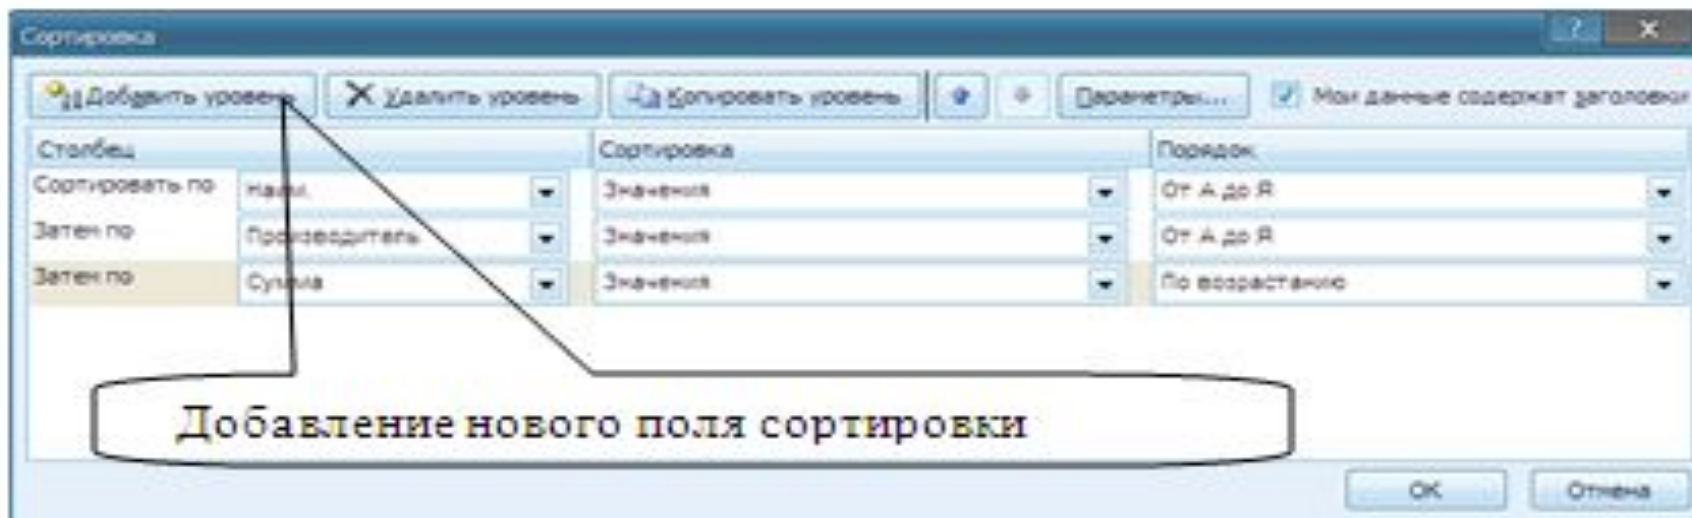 Сортировка
Добавить уровень Удалить уровень Копировать уровень Параметры... Мои данные содержат заголовки
Столбец Сортировка Порядок
Сортировать по Наим. Значения От А до Я
Затем по Производитель Значения От А до Я
Затем по Сумма Значения По возрастанию
Добавление нового поля сортировки
OK Отмена